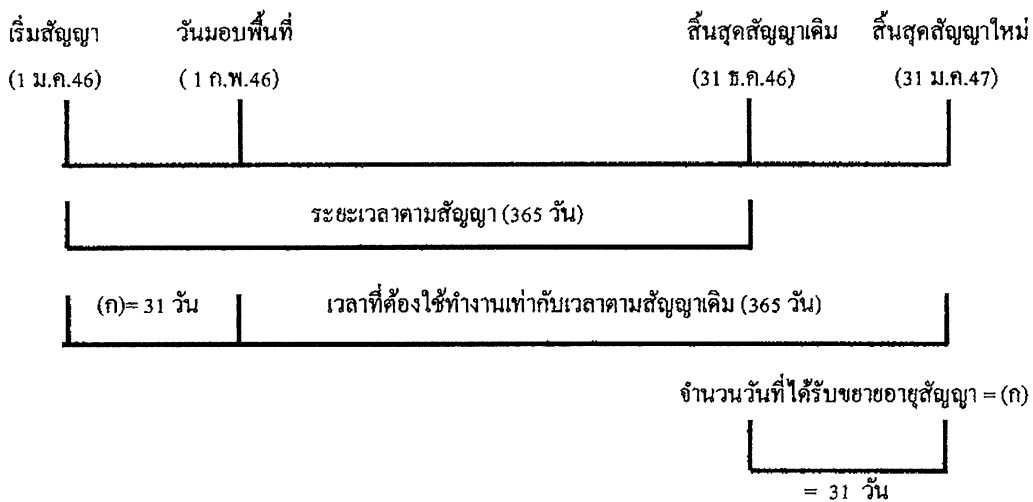 เริ่มสัญญา วันมอบพื้นที่ สิ้นสุดสัญญาเดิม สิ้นสุดสัญญาใหม่
(1 ม.ค.46) ( 1 ก.พ.46) (31 ธ.ค.46) (31 ม.ค.47)
ระยะเวลาตามสัญญา (365 วัน)
(ก)= 31 วัน เวลาที่ต้องใช้ทำงานเท่ากับเวลาตามสัญญาเดิม (365 วัน)
จำนวนวันที่ได้รับขยายอายุสัญญา = (ก)
= 31 วัน